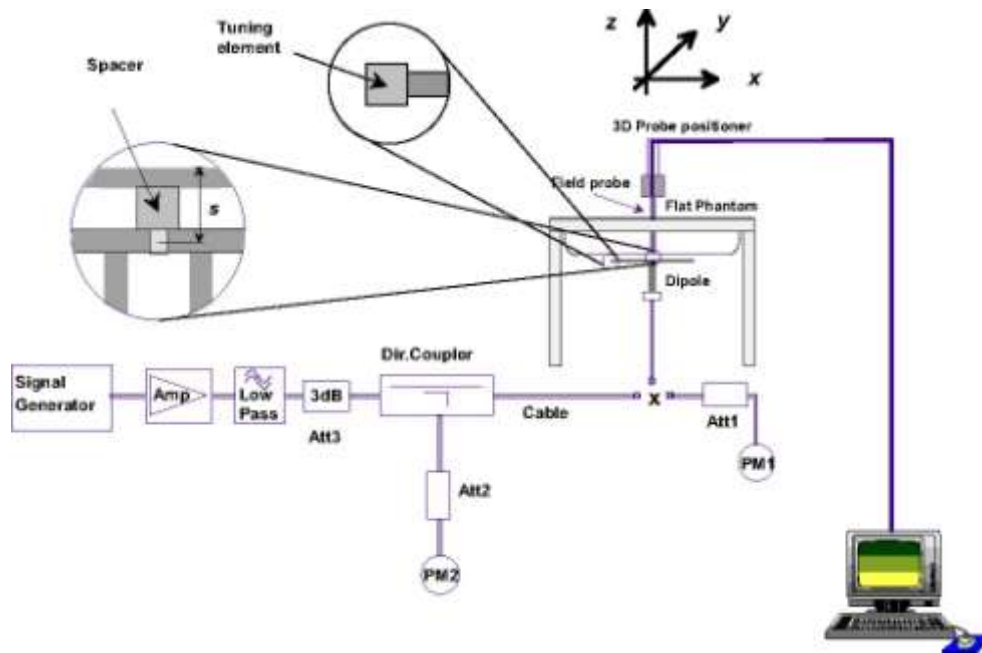 Tuning
element
Spacer
s
z
y
x
3D Probe positioner
Field probe
Flat Phantom
Dipole
Dir.Coupler
Signal
Generator
Amp
Low
Pass
3dB
Att3
Cable
x
Att1
PM1
Att2
PM2